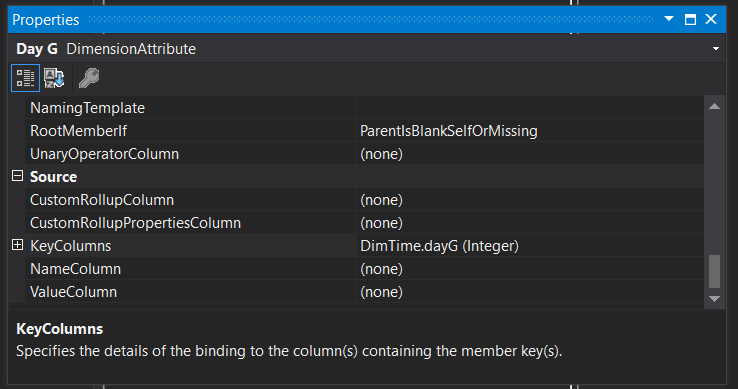 Properties
Day G DimensionAttribute
NamingTemplate
RootMemberIf ParentIsBlankSelfOrMissing
UnaryOperatorColumn (none)
Source
CustomRollupColumn (none)
CustomRollupPropertiesColumn (none)
KeyColumns DimTime.dayG (Integer)
NameColumn (none)
ValueColumn (none)
KeyColumns
Specifies the details of the binding to the column(s) containing the member key(s).